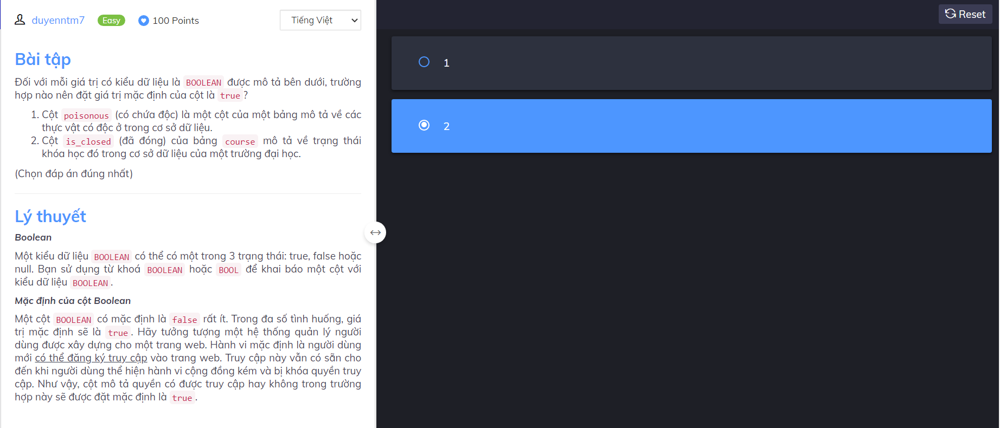 duyenntm7 Easy 100 Points Tiếng Việt
Bài tập
Đối với mỗi giá trị có kiểu dữ liệu là BOOLEAN được mô tả bên dưới, trường
hợp nào nên đặt giá trị mặc định của cột là true ?
1. Cột poisonous (có chứa độc) là một cột của một bảng mô tả về các
thực vật có độc ở trong cơ sở dữ liệu.
2. Cột is_closed (đã đóng) của bảng course mô tả về trạng thái
khóa học đó trong cơ sở dữ liệu của một trường đại học.
(Chọn đáp án đúng nhất)
Lý thuyết
Boolean
Một kiểu dữ liệu BOOLEAN có thể có một trong 3 trạng thái: true, false hoặc
null. Bạn sử dụng từ khoá BOOLEAN hoặc BOOL để khai báo một cột với
kiểu dữ liệu BOOLEAN .
Mặc định của cột Boolean
Một cột BOOLEAN có mặc định là false rất ít. Trong đa số tình huống, giá
trị mặc định sẽ là true . Hãy tưởng tượng một hệ thống quản lý người
dùng được xây dựng cho một trang web. Hành vi mặc định là người dùng
mới có thể đăng ký truy cập vào trang web. Truy cập này vẫn có sẵn cho
đến khi người dùng thể hiện hành vi cộng đồng kém và bị khóa quyền truy
cập. Như vậy, cột mô tả quyền có được truy cập hay không trong trường
hợp này sẽ được đặt mặc định là true .
Reset
1
2